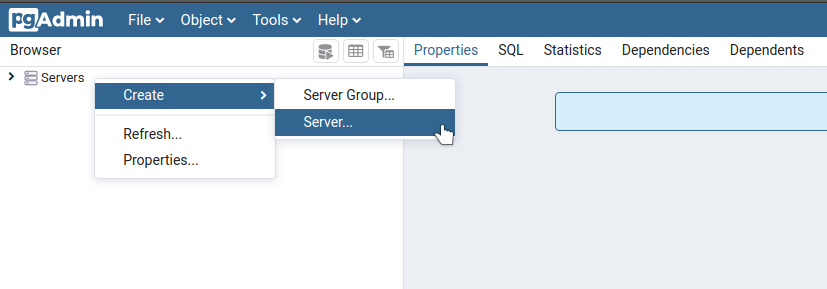 pgAdmin File Object Tools Help
Browser Properties SQL Statistics Dependencies Dependents
Servers
Create Server Group...
Server...
Refresh...
Properties...